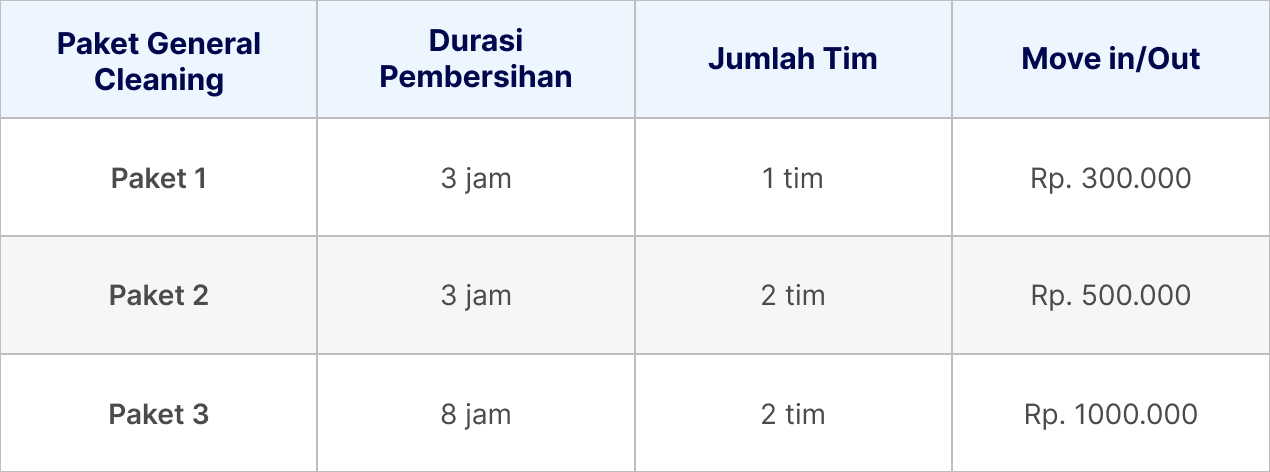 Paket General
Cleaning
Durasi
Pembersihan
Jumlah Tim
Move in/Out
Paket 1
3 jam
1 tim
Rp. 300.000
Paket 2
3 jam
2 tim
Rp. 500.000
Paket 3
8 jam
2 tim
Rp. 1000.000